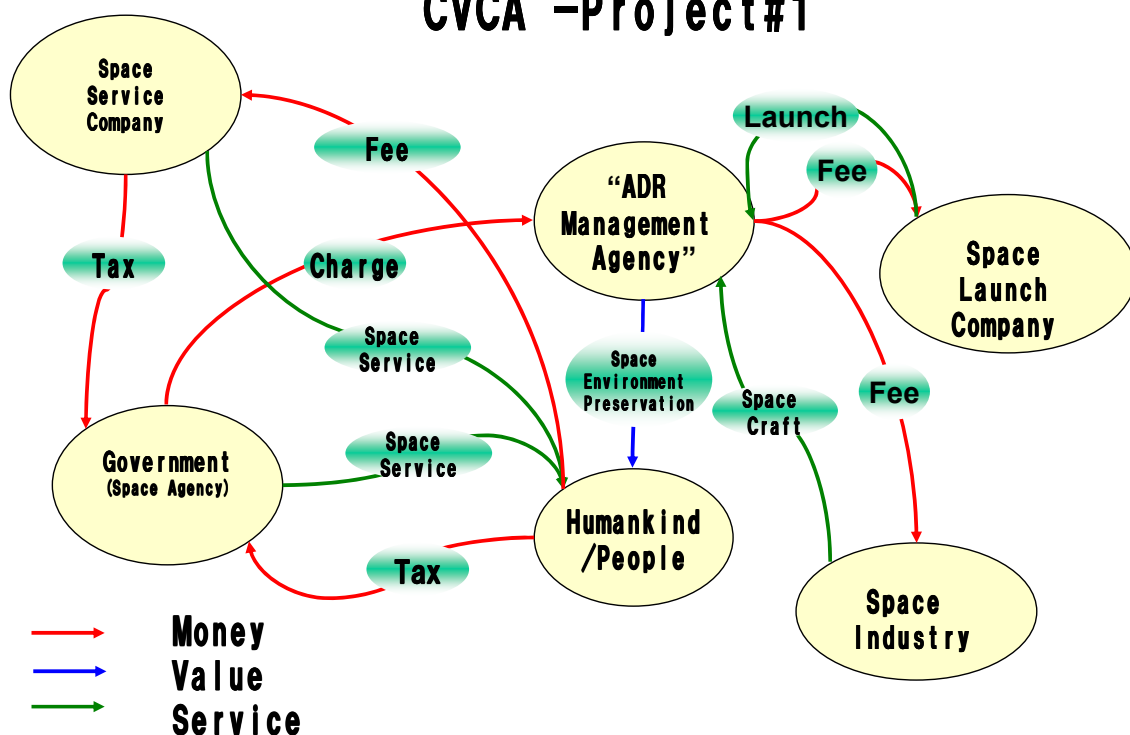 CVCA -Project#1
Space
Service
Company
Fee
Launch
Fee
"ADR
Management
Agency"
Tax
Charge
Space
Launch
Company
Space
Service
Space
Environment
Preservation
Space
Craft
Fee
Government
(Space Agency)
Space
Service
Humankind
/People
Tax
Space
Industry
Money
Value
Service